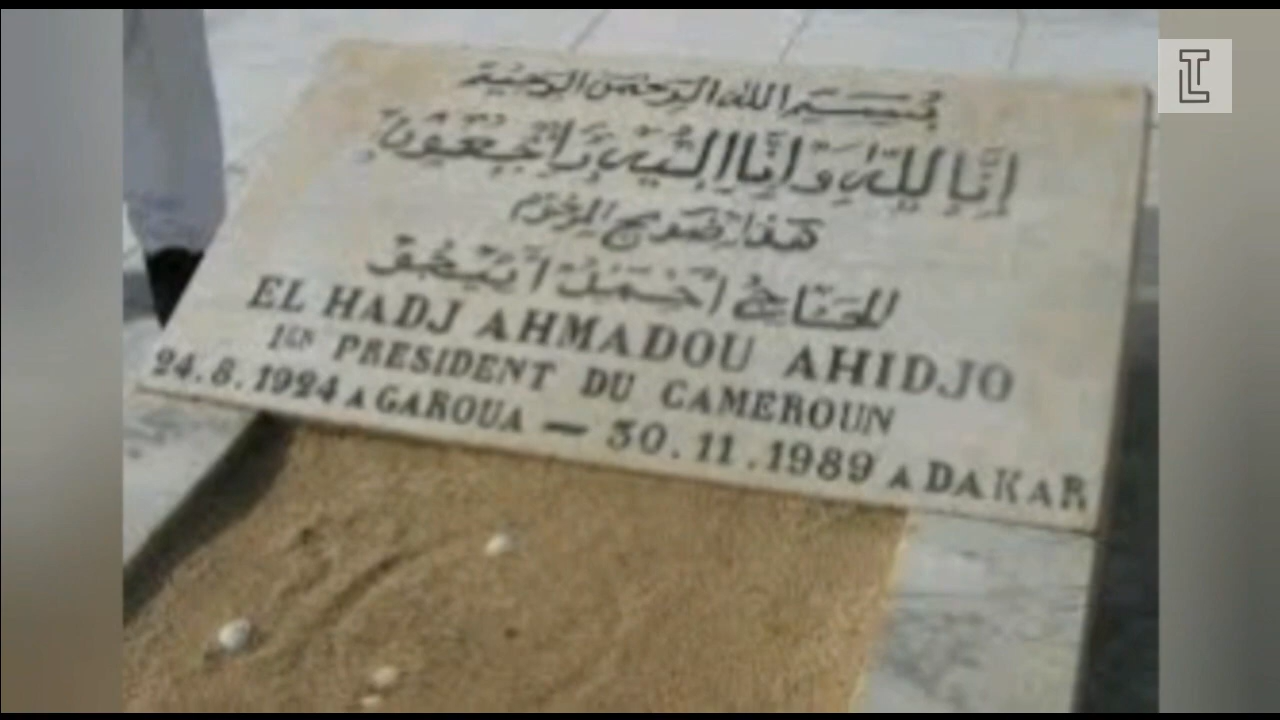 بسم الله الرحمن الرحيم
إنا لله وإنا إليه راجعون
هذا ضريح المرحوم
الحاج أحمد أهيجو
EL HADJ AHMADOU AHIDJO
1ER PRESIDENT DU CAMEROUN
24.8.1924 A GAROUA — 30.11.1989 A DAKAR